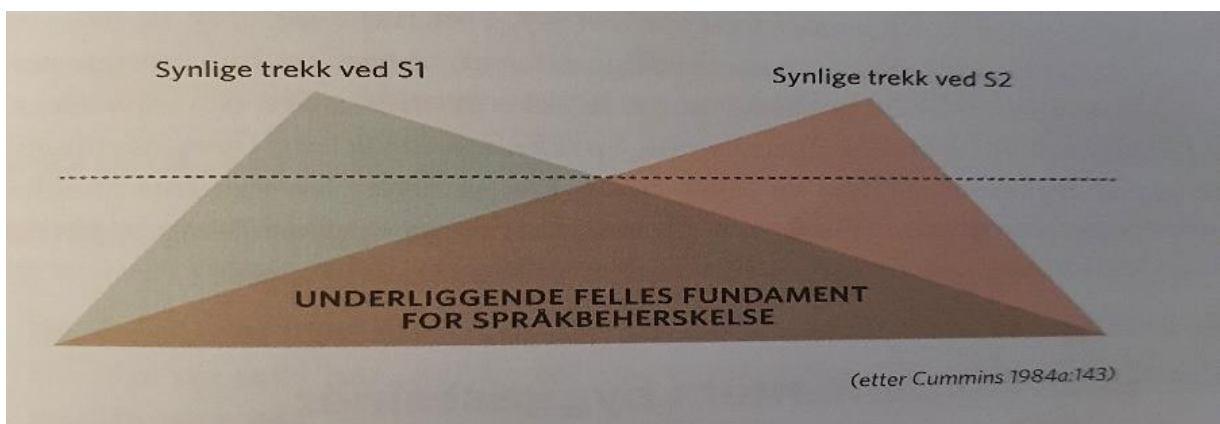 Synlige trekk ved S1
Synlige trekk ved S2
UNDERLIGGENDE FELLES FUNDAMENT
FOR SPRÅKBEHERSKELSE
(etter Cummins 1984a:143)